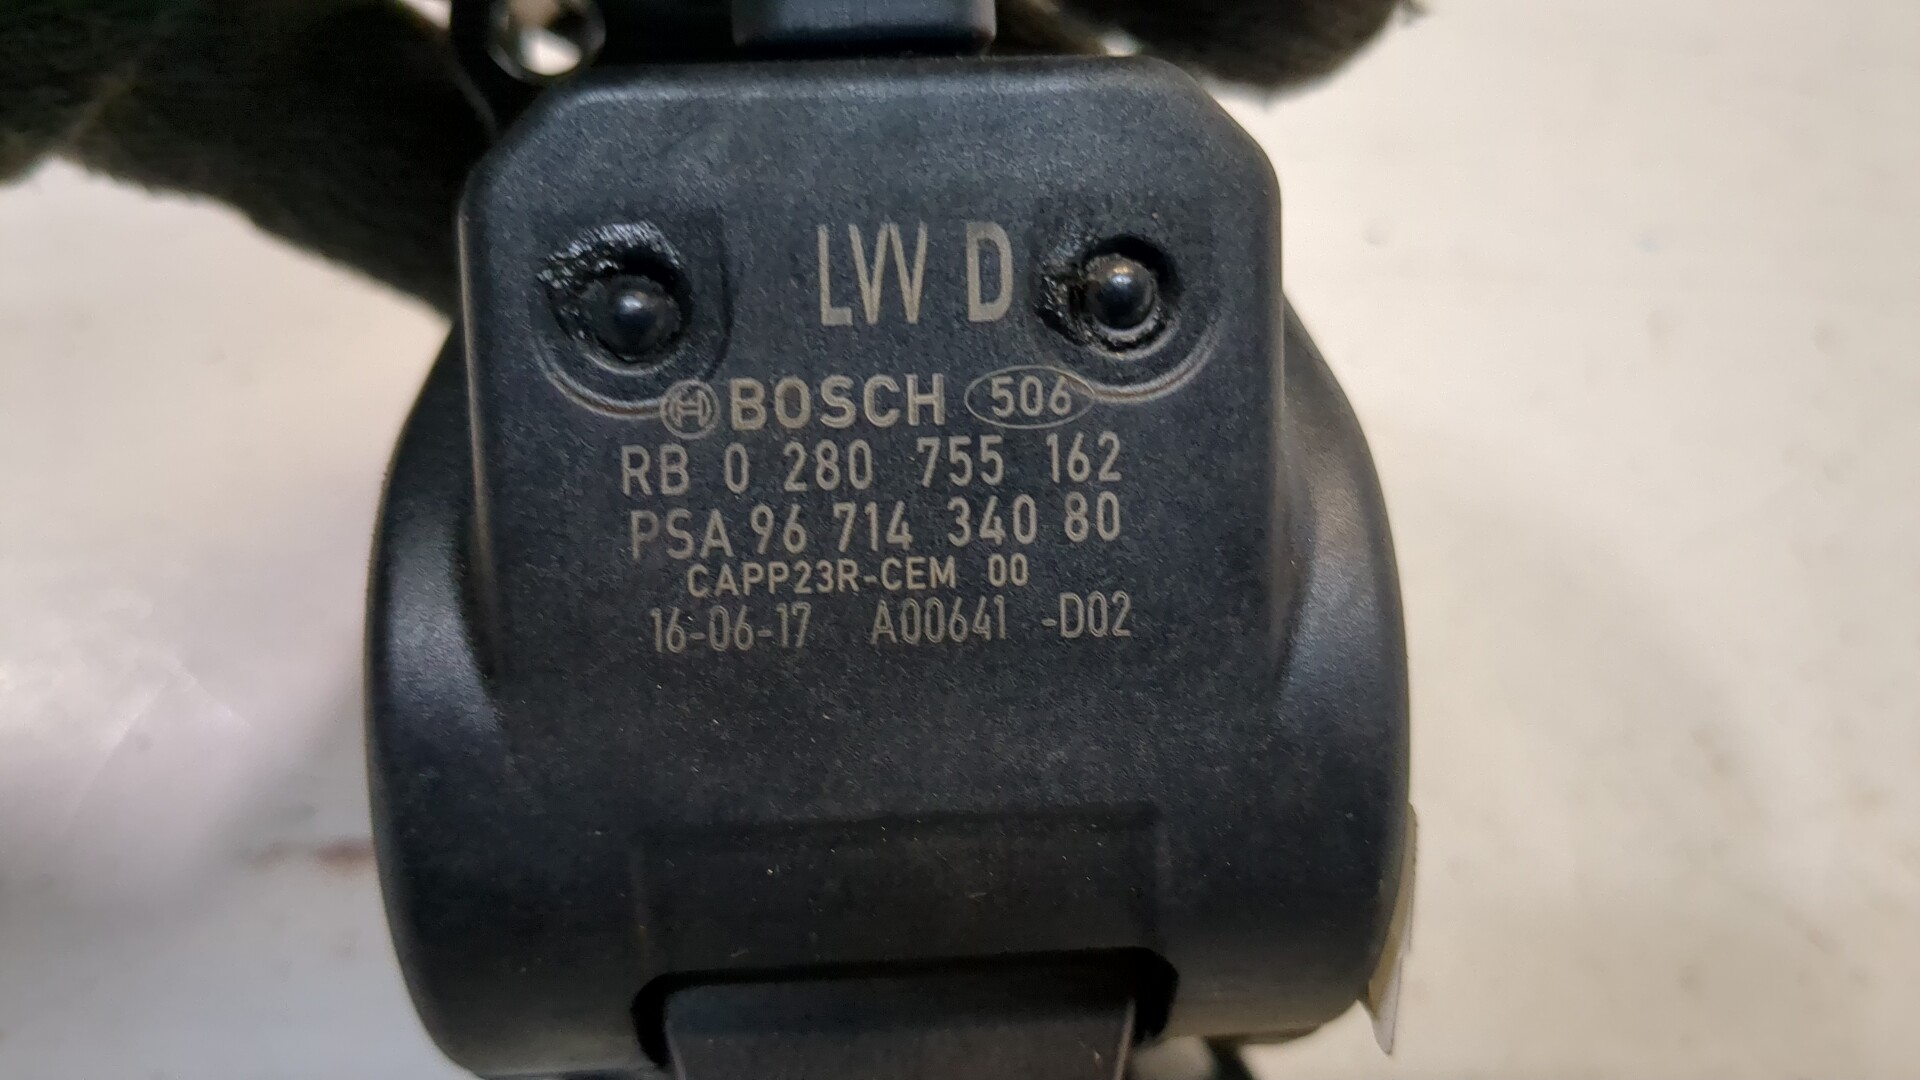 LVV D
BOSCH 506
RB 0 280 755 162
PSA 96 714 340 80
CAPP23R-CEM 00
16-06-17 A00641 -D02